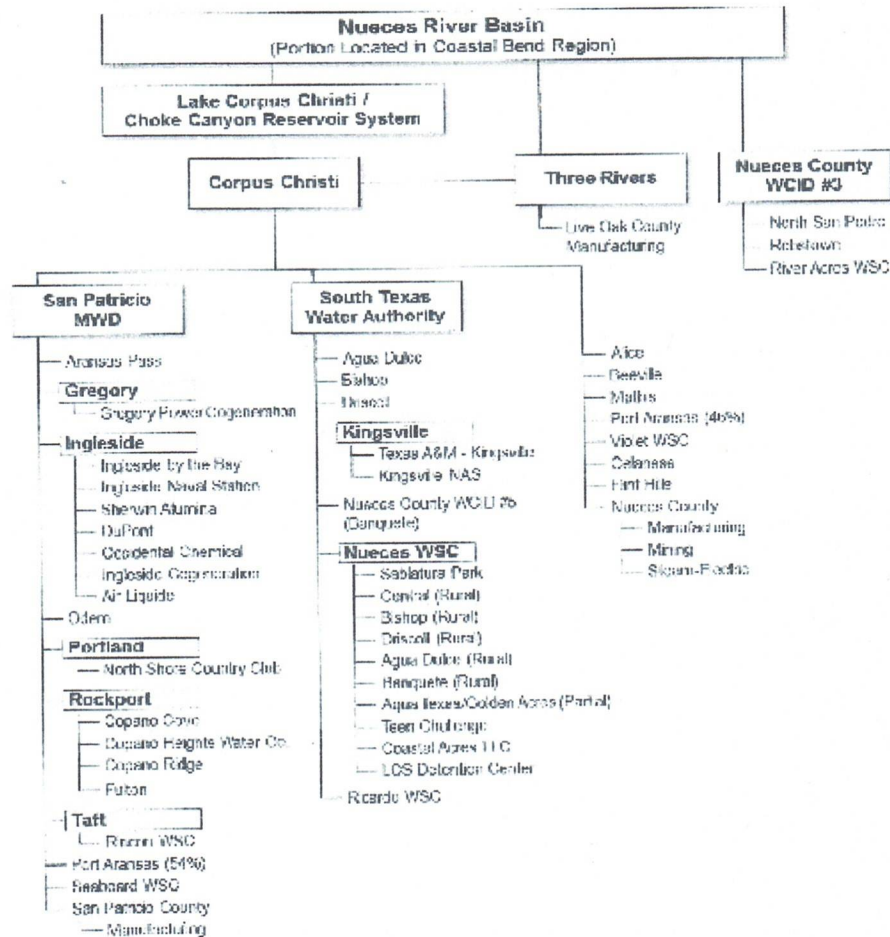 Nueces River Basin
(Portion Located in Coastal Bend Region)
Lake Corpus Christi /
Choke Canyon Reservoir System
Corpus Christi
Three Rivers
Nueces County
WCID #3
Live Oak County
Manufacturing
North San Pedro
Robstown
River Acres WSC
San Patricio
MWD
Aransas Pass
Gregory
Gregory Power Cogeneration
Ingleside
Ingleside by the Bay
Ingleside Naval Station
Sherwin Alumina
DuPont
Occidental Chemical
Ingleside Cogeneration
Air Liquide
Odem
Portland
North Shore Country Club
Rockport
Copano Cove
Copano Heights Water Co.
Copano Ridge
Fulton
Taft
Rincon WSC
Port Aransas (54%)
Seaboard WSC
San Patricio County
Manufacturing
South Texas
Water Authority
Agua Dulce
Bishop
Driscoll
Kingsville
Texas A&M - Kingsville
Kingsville NAS
Nueces County WCID #5
(Banquete)
Nueces WSC
Sablatura Park
Central (Rural)
Bishop (Rural)
Driscoll (Rural)
Agua Dulce (Rural)
Banquete (Rural)
Aqua Texas/Golden Acres (Partial)
Teen Challenge
Coastal Acres LLC
LCS Detention Center
Ricardo WSC
Alice
Beeville
Mathis
Port Aransas (46%)
Violet WSC
Celanese
Flint Hills
Nueces County
Manufacturing
Mining
Steam-Electric